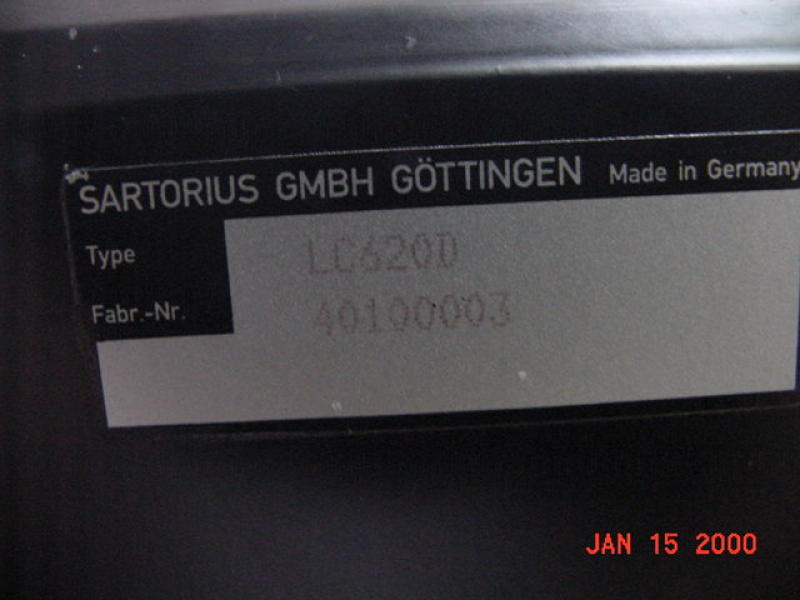 SARTORIUS GMBH GÖTTINGEN Made in Germany
Type LC620D
Fabr.-Nr. 40100003
JAN 15 2000